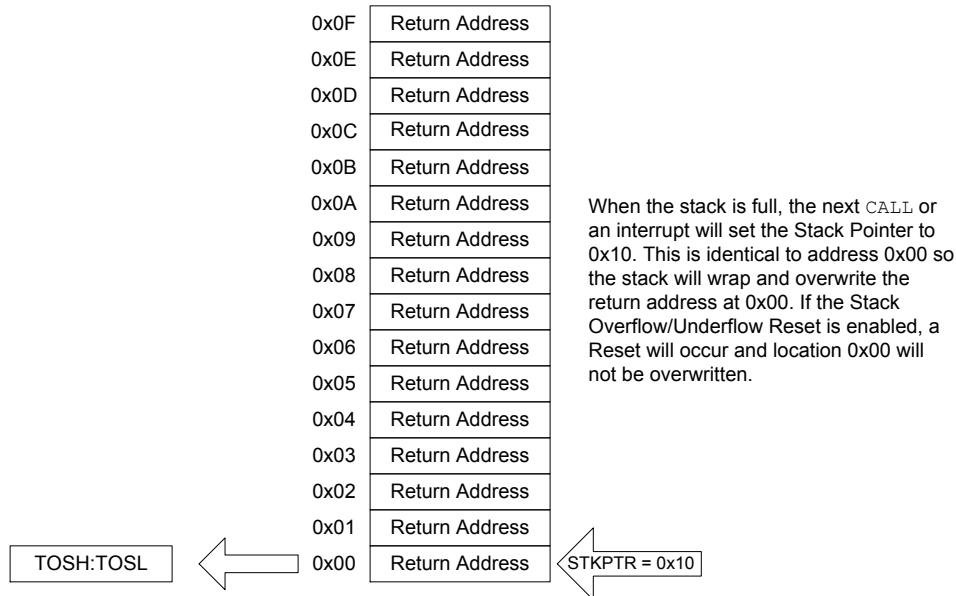 0x0F Return Address
0x0E Return Address
0x0D Return Address
0x0C Return Address
0x0B Return Address
0x0A Return Address
0x09 Return Address
0x08 Return Address
0x07 Return Address
0x06 Return Address
0x05 Return Address
0x04 Return Address
0x03 Return Address
0x02 Return Address
0x01 Return Address
TOSH:TOSL 0x00 Return Address STKPTR = 0x10
When the stack is full, the next CALL or
an interrupt will set the Stack Pointer to
0x10. This is identical to address 0x00 so
the stack will wrap and overwrite the
return address at 0x00. If the Stack
Overflow/Underflow Reset is enabled, a
Reset will occur and location 0x00 will
not be overwritten.